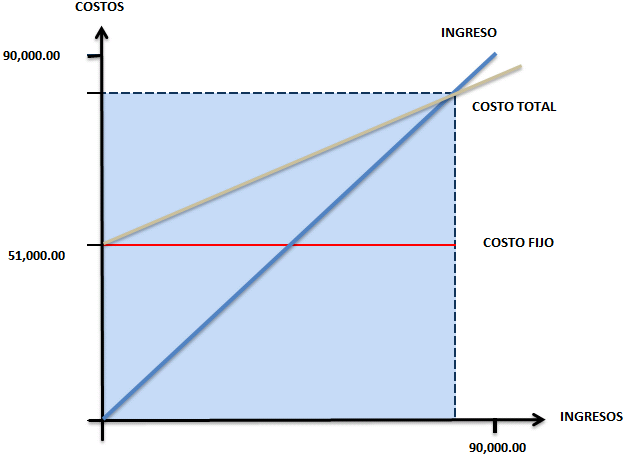 COSTOS
INGRESO
90,000.00
COSTO TOTAL
COSTO FIJO
51,000.00
INGRESOS
90,000.00